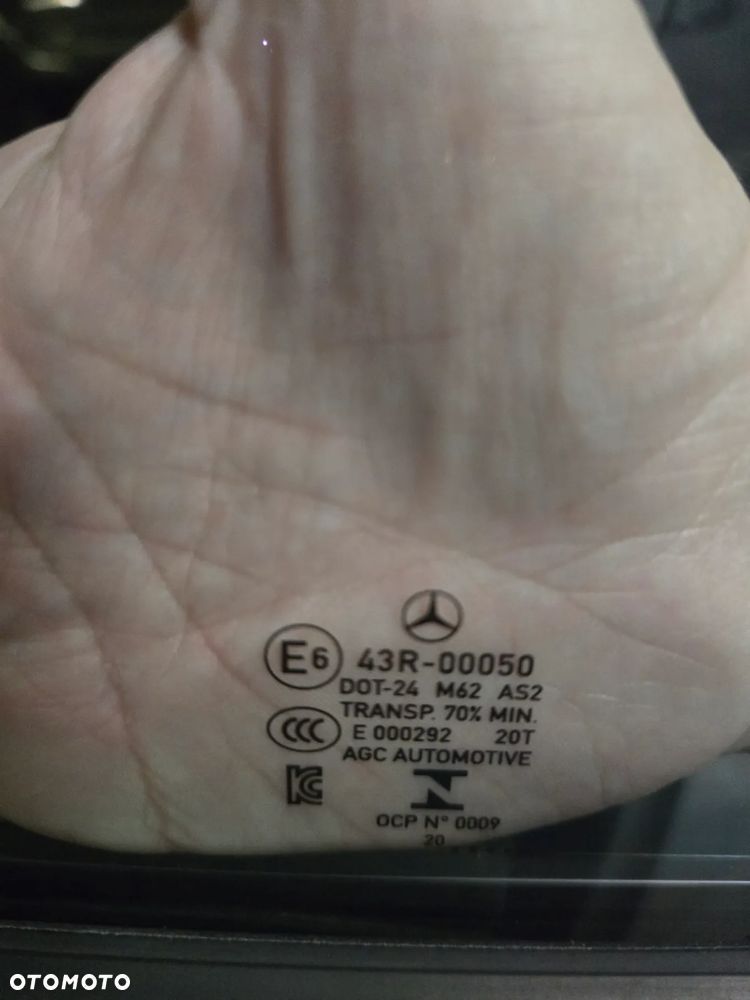 E6 43R-00050
DOT-24 M62 AS2
TRANSP. 70% MIN.
CCC E 000292 20T
AGC AUTOMOTIVE
KC
OCP N° 0009
20
OTOMOTO